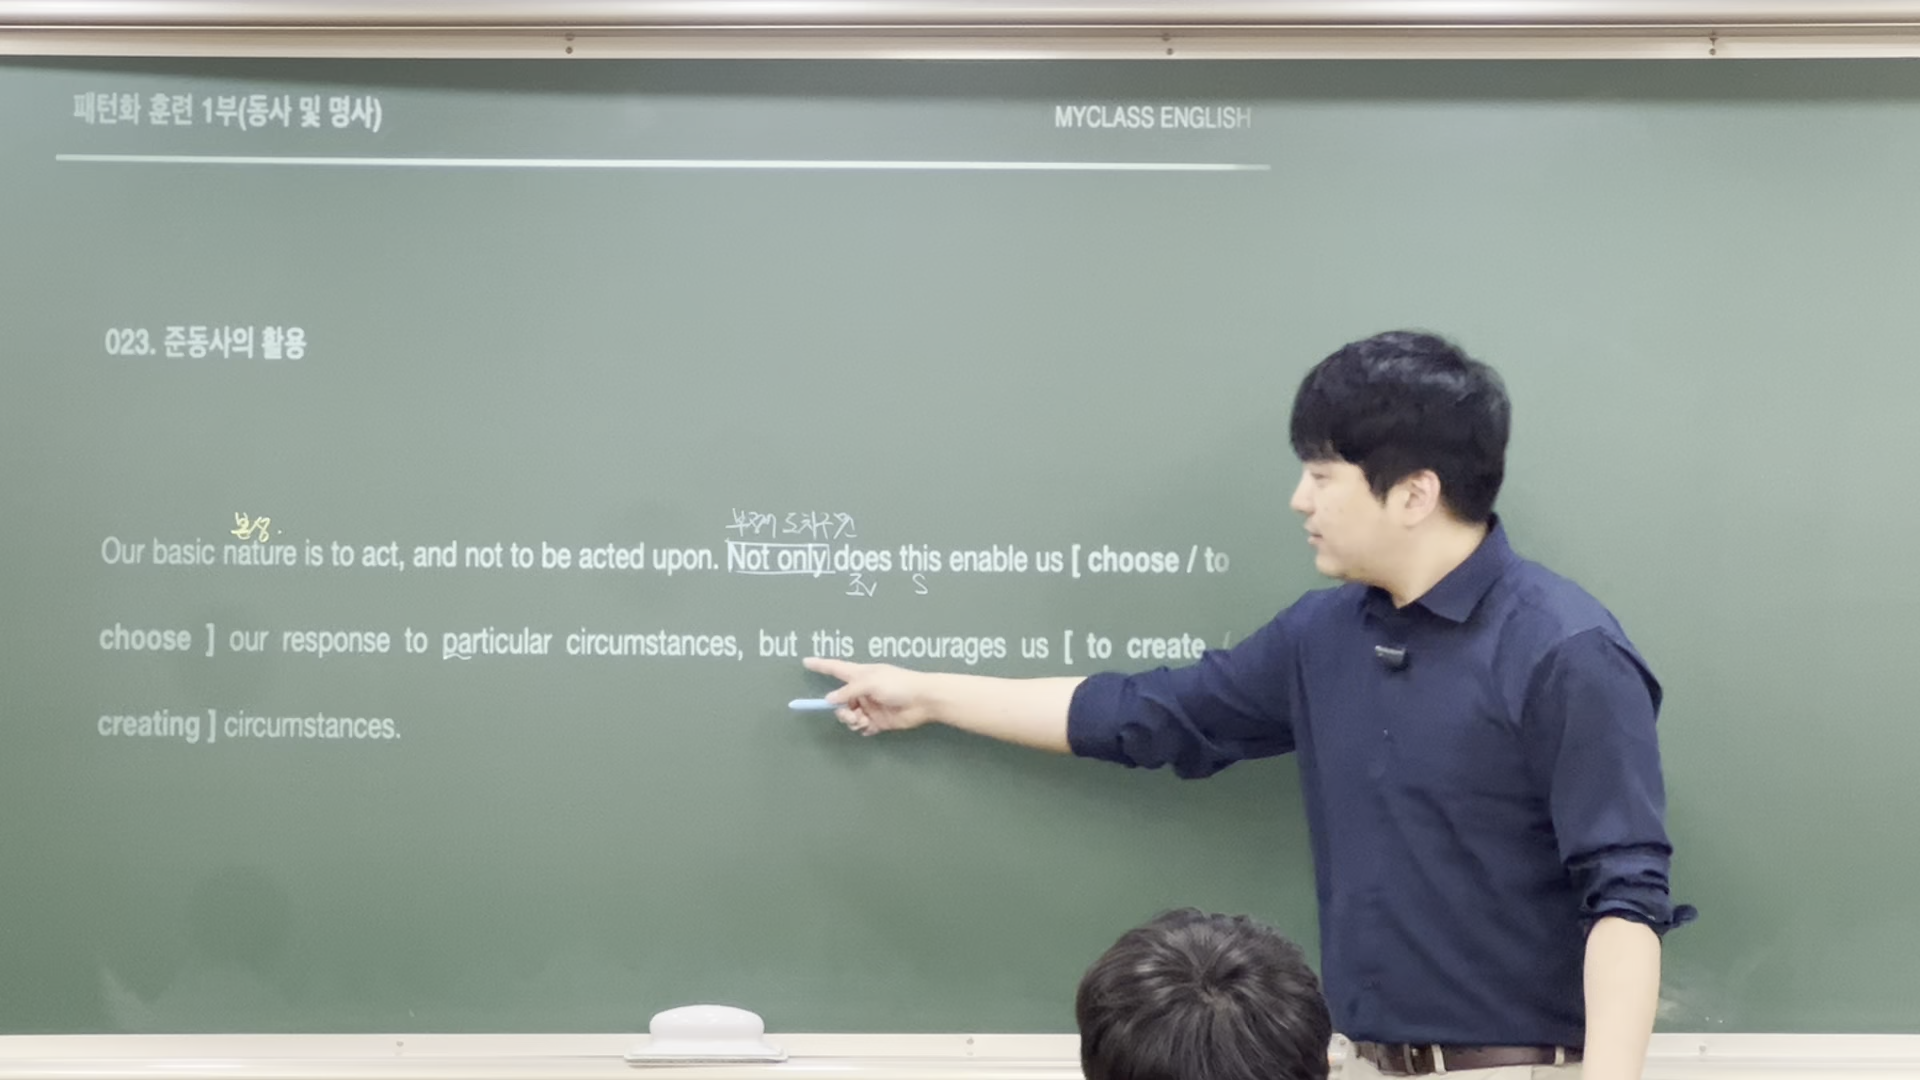 패턴화 훈련 1부(동사 및 명사)
MYCLASS ENGLISH
023. 준동사의 활용
본성.
부정어 도치구문
Our basic nature is to act, and not to be acted upon. Not only does this enable us [ choose / to
조V S
choose ] our response to particular circumstances, but this encourages us [ to create /
creating ] circumstances.